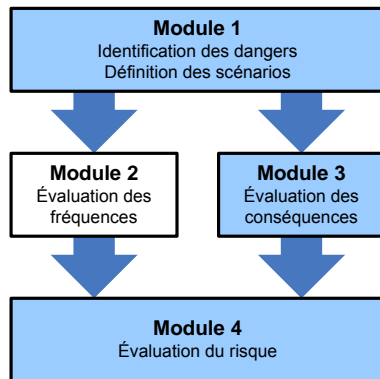 Module 1
Identification des dangers
Définition des scénarios
Module 2
Évaluation des
fréquences
Module 3
Évaluation des
conséquences
Module 4
Évaluation du risque